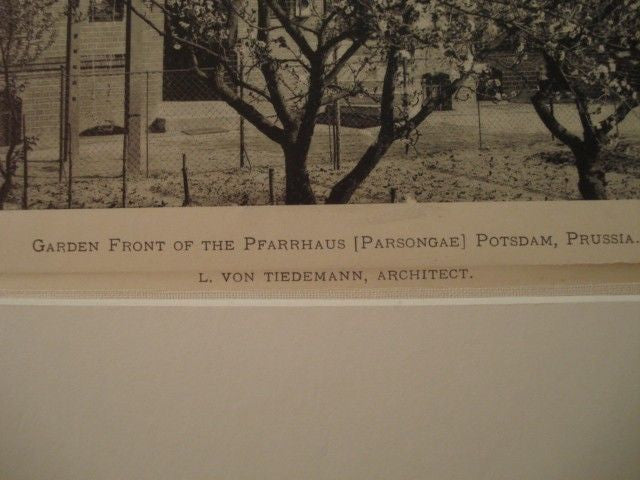 Garden Front of the Pfarrhaus [Parsongae] Potsdam, Prussia.
L. von Tiedemann, Architect.